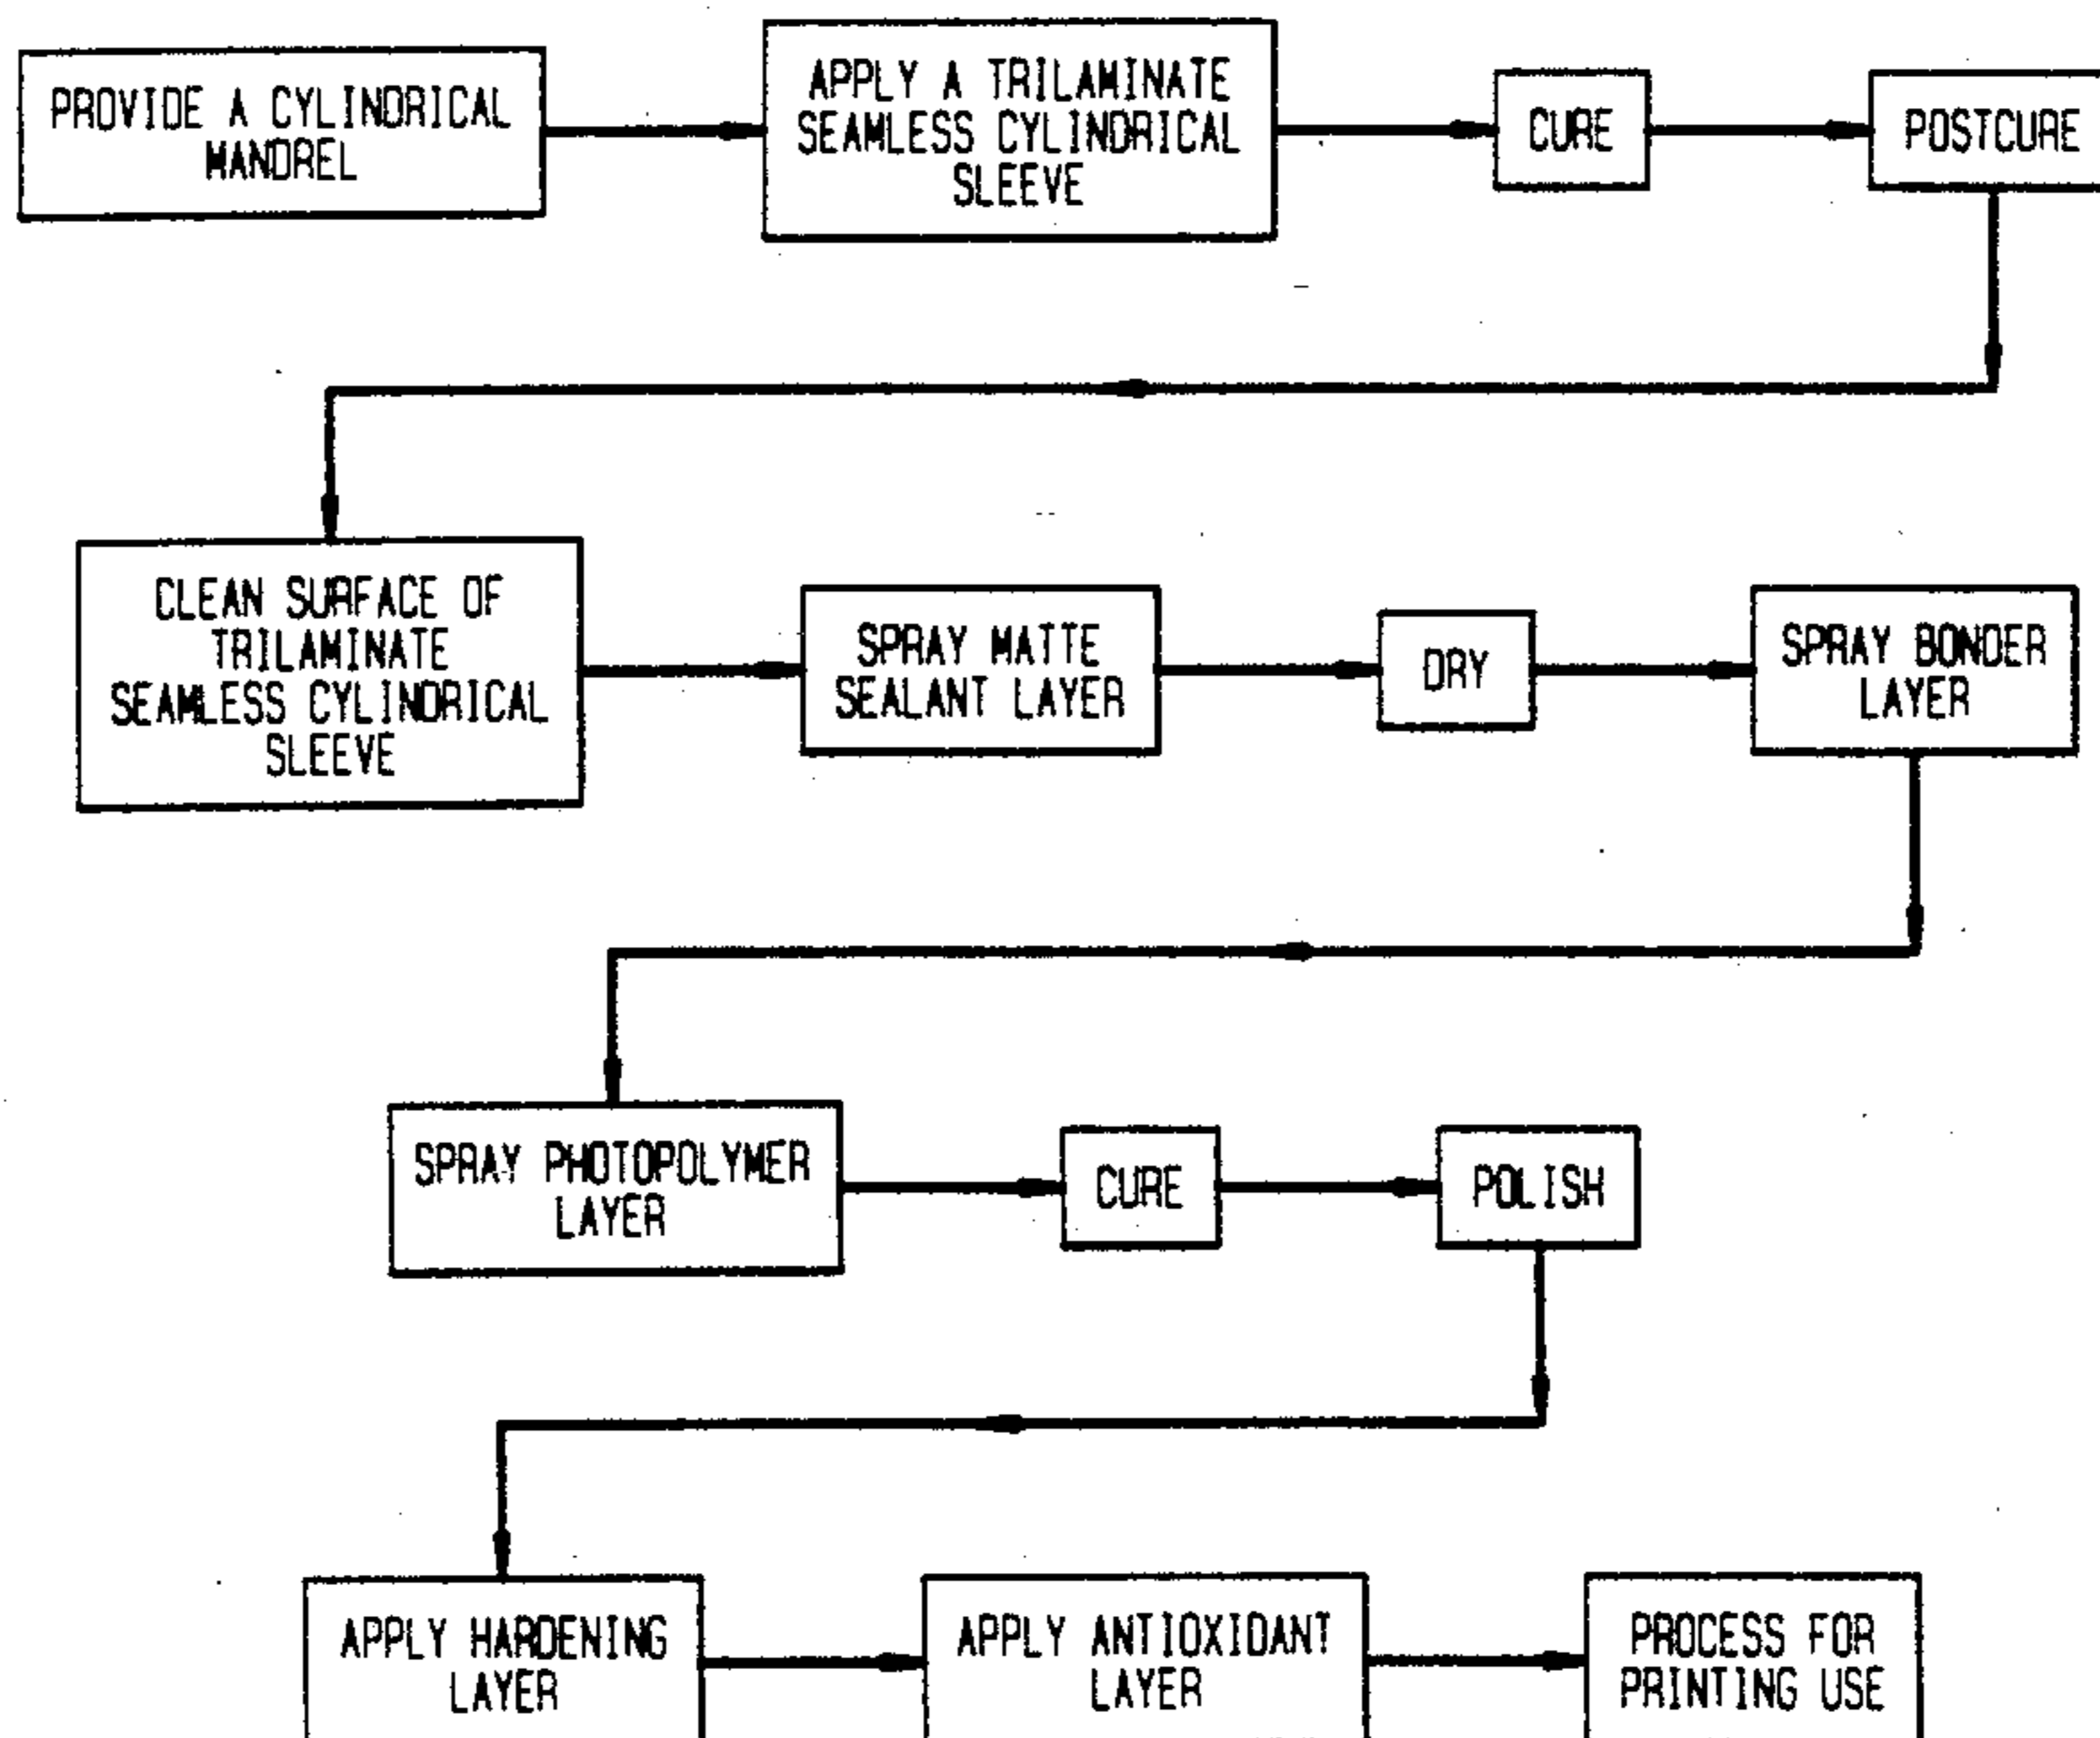 PROVIDE A CYLINDRICAL
MANDREL
APPLY A TRILAMINATE
SEAMLESS CYLINDRICAL
SLEEVE
CURE
POSTCURE
CLEAN SURFACE OF
TRILAMINATE
SEAMLESS CYLINDRICAL
SLEEVE
SPRAY MATTE
SEALANT LAYER
DRY
SPRAY BONDER
LAYER
SPRAY PHOTOPOLYMER
LAYER
CURE
POLISH
APPLY HARDENING
LAYER
APPLY ANTIOXIDANT
LAYER
PROCESS FOR
PRINTING USE